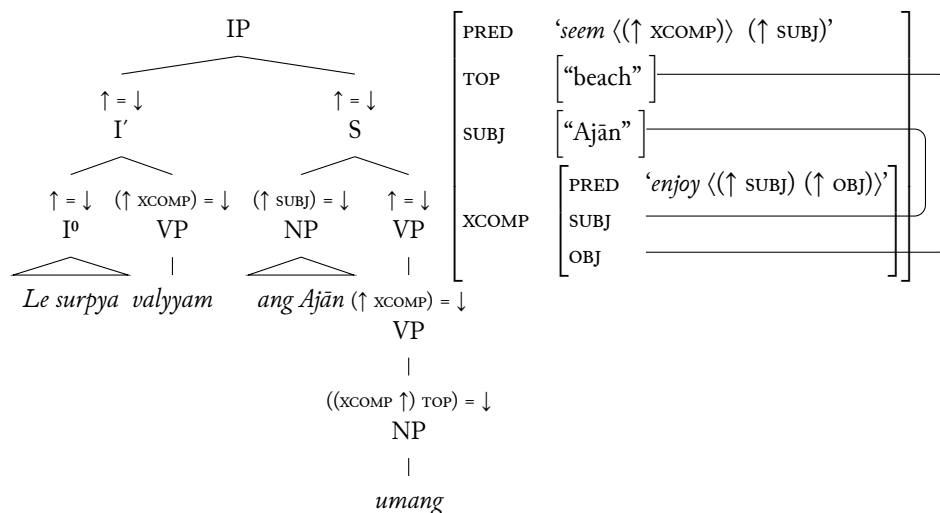 IP
↑ = ↓ ↑ = ↓
I′ S
↑ = ↓ (↑ XCOMP) = ↓ (↑ SUBJ) = ↓ ↑ = ↓
I⁰ VP NP VP
Le surpya valyyam ang Ajān (↑ XCOMP) = ↓
VP
((XCOMP ↑) TOP) = ↓
NP
umang
PRED ‘seem ⟨(↑ XCOMP)⟩ (↑ SUBJ)’
TOP [“beach”]
SUBJ [“Ajān”]
XCOMP
PRED ‘enjoy ⟨(↑ SUBJ) (↑ OBJ)⟩’
SUBJ
OBJ